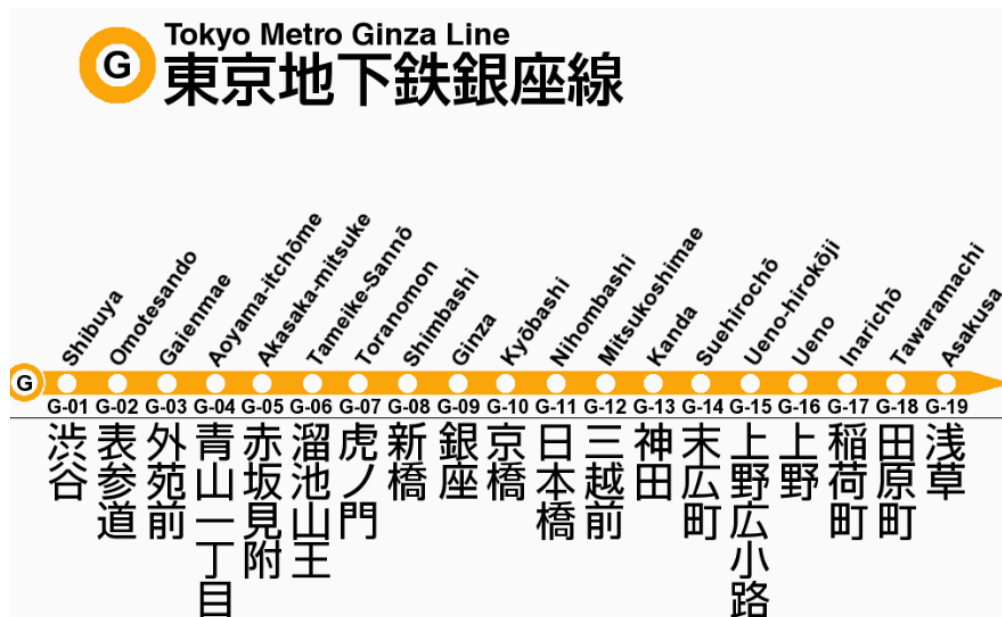 G
Tokyo Metro Ginza Line
東京地下鉄銀座線
Shibuya
Omotesando
Gaienmae
Aoyama-itchōme
Akasaka-mitsuke
Tameike-Sannō
Toranomon
Shimbashi
Ginza
Kyōbashi
Nihombashi
Mitsukoshimae
Kanda
Suehirochō
Ueno-hirokōji
Ueno
Inarichō
Tawaramachi
Asakusa
G
G-01 G-02 G-03 G-04 G-05 G-06 G-07 G-08 G-09 G-10 G-11 G-12 G-13 G-14 G-15 G-16 G-17 G-18 G-19
渋谷
表参道
外苑前
青山一丁目
赤坂見附
溜池山王
虎ノ門
新橋
銀座
京橋
日本橋
三越前
神田
末広町
上野広小路
上野
稲荷町
田原町
浅草